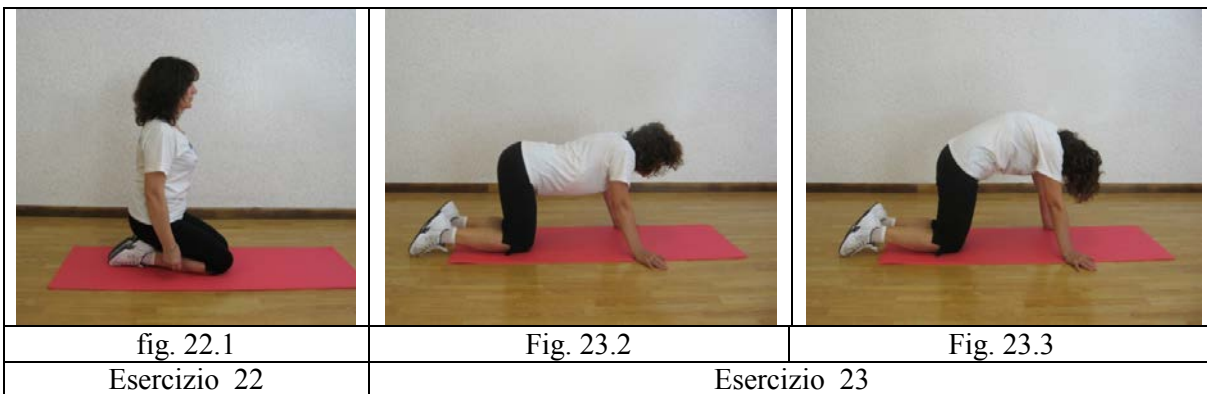 fig. 22.1
Fig. 23.2
Fig. 23.3
Esercizio 22
Esercizio 23